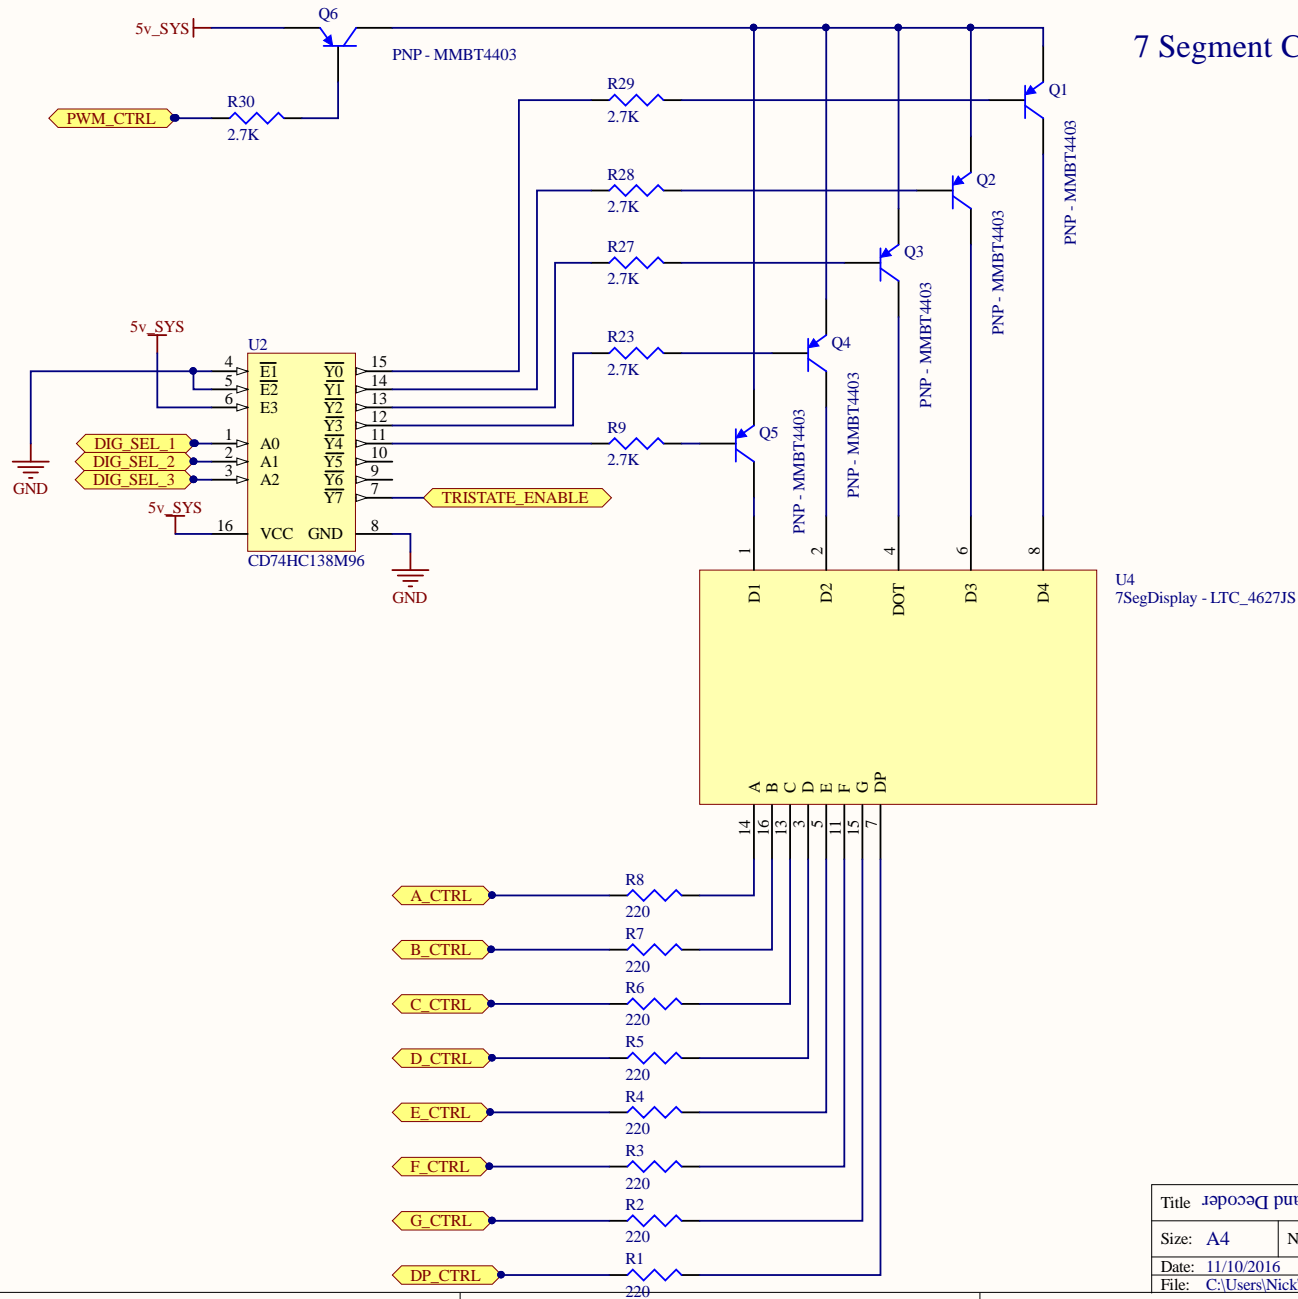 Q6
5v_SYS
PNP - MMBT4403
7 Segment C
R29
2.7K
Q1
PNP - MMBT4403
PWM_CTRL
R30
2.7K
R28
2.7K
Q2
PNP - MMBT4403
R27
2.7K
Q3
PNP - MMBT4403
R23
2.7K
Q4
PNP - MMBT4403
R9
2.7K
Q5
PNP - MMBT4403
5v_SYS
U2
4 E1 Y0 15
5 E2 Y1 14
6 E3 Y2 13
Y3 12
DIG_SEL_1 1 A0 Y4 11
DIG_SEL_2 2 A1 Y5 10
DIG_SEL_3 3 A2 Y6 9
Y7 7 TRISTATE_ENABLE
GND
5v_SYS
16 VCC GND 8
CD74HC138M96
GND
1 2 4 6 8
D1 D2 DOT D3 D4
U4
7SegDisplay - LTC_4627JS
A B C D E F G DP
14 16 13 3 5 11 15 7
A_CTRL
R8
220
B_CTRL
R7
220
C_CTRL
R6
220
D_CTRL
R5
220
E_CTRL
R4
220
F_CTRL
R3
220
G_CTRL
R2
220
DP_CTRL
R1
220
Title and Decoder
Size: A4 N
Date: 11/10/2016
File: C:\Users\Nick